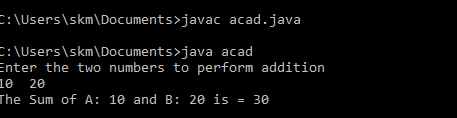 C:\Users\skm\Documents>javac acad.java
C:\Users\skm\Documents>java acad
Enter the two numbers to perform addition
10  20
The Sum of A: 10 and B: 20 is = 30